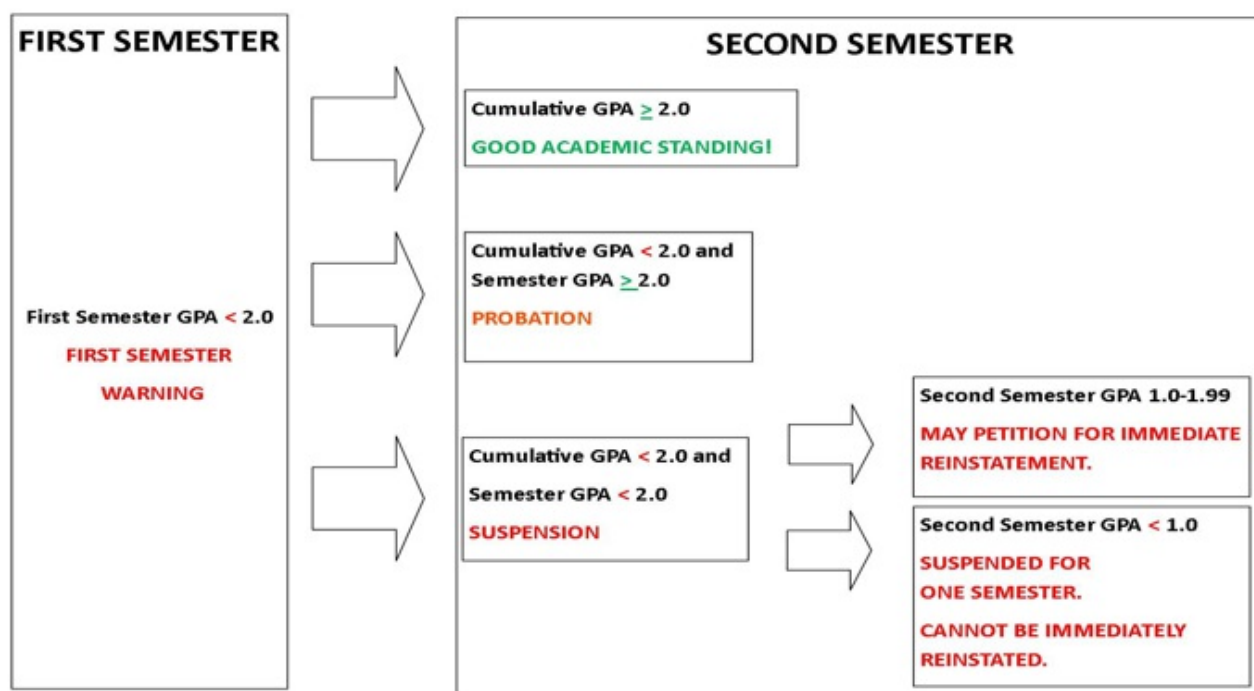 FIRST SEMESTER
First Semester GPA < 2.0
FIRST SEMESTER
WARNING
SECOND SEMESTER
Cumulative GPA ≥ 2.0
GOOD ACADEMIC STANDING!
Cumulative GPA < 2.0 and
Semester GPA ≥ 2.0
PROBATION
Cumulative GPA < 2.0 and
Semester GPA < 2.0
SUSPENSION
Second Semester GPA 1.0-1.99
MAY PETITION FOR IMMEDIATE
REINSTATEMENT.
Second Semester GPA < 1.0
SUSPENDED FOR
ONE SEMESTER.
CANNOT BE IMMEDIATELY
REINSTATED.